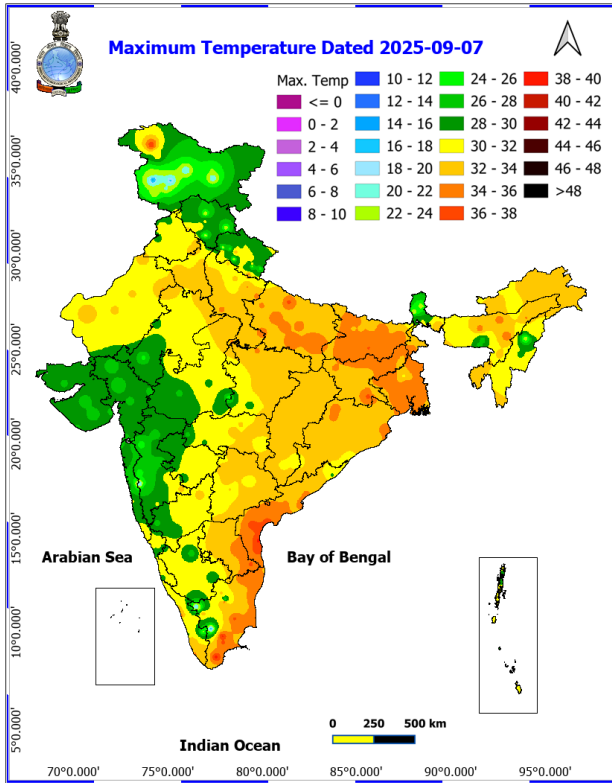 Maximum Temperature Dated 2025-09-07
Max. Temp
<= 0
0 - 2
2 - 4
4 - 6
6 - 8
8 - 10
10 - 12
12 - 14
14 - 16
16 - 18
18 - 20
20 - 22
22 - 24
24 - 26
26 - 28
28 - 30
30 - 32
32 - 34
34 - 36
36 - 38
38 - 40
40 - 42
42 - 44
44 - 46
46 - 48
>48
40°0.000'
35°0.000'
30°0.000'
25°0.000'
20°0.000'
15°0.000'
10°0.000'
5°0.000'
Arabian Sea
Bay of Bengal
Indian Ocean
0 250 500 km
70°0.000' 75°0.000' 80°0.000' 85°0.000' 90°0.000' 95°0.000'